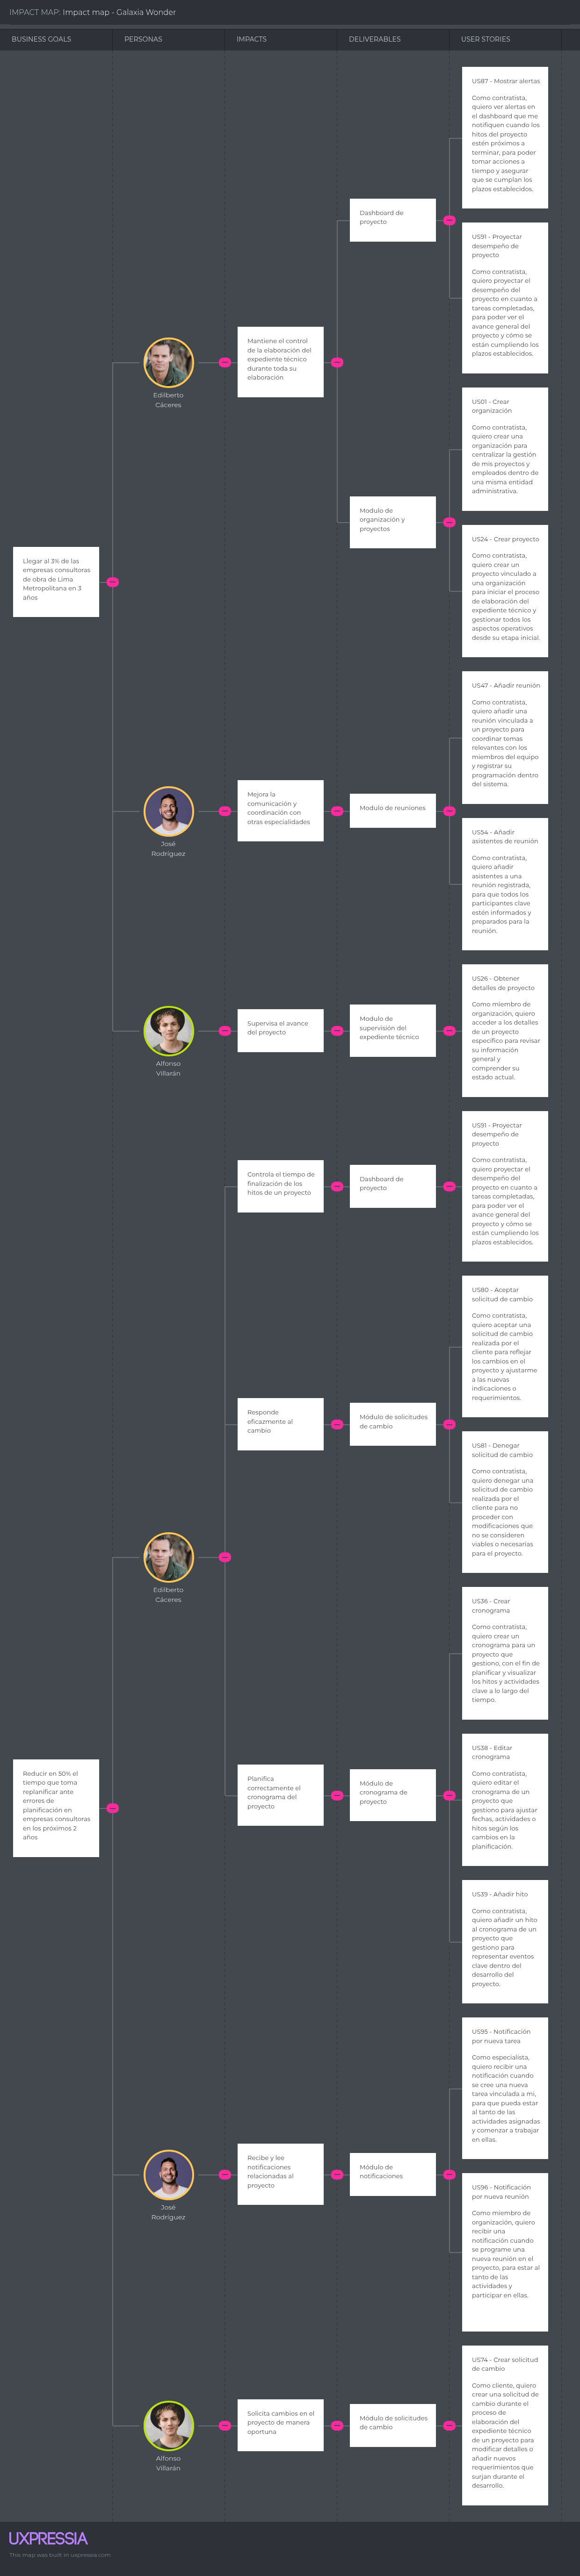 IMPACT MAP: Impact map - Galaxia Wonder
BUSINESS GOALS
PERSONAS
IMPACTS
DELIVERABLES
USER STORIES
Llegar al 3% de las
empresas consultoras
de obra de Lima
Metropolitana en 3
años
Edilberto
Cáceres
Mantiene el control
de la elaboración del
expediente técnico
durante toda su
elaboración
Dashboard de
proyecto
US87 - Mostrar alertas
Como contratista,
quiero ver alertas en
el dashboard que me
notifiquen cuando los
hitos del proyecto
estén próximos a
terminar, para poder
tomar acciones a
tiempo y asegurar
que se cumplan los
plazos establecidos.
US91 - Proyectar
desempeño de
proyecto
Como contratista,
quiero proyectar el
desempeño del
proyecto en cuanto a
tareas completadas,
para poder ver el
avance general del
proyecto y cómo se
están cumpliendo los
plazos establecidos.
Modulo de
organización y
proyectos
US01 - Crear
organización
Como contratista,
quiero crear una
organización para
centralizar la gestión
de mis proyectos y
empleados dentro de
una misma entidad
administrativa.
US24 - Crear proyecto
Como contratista,
quiero crear un
proyecto vinculado a
una organización
para iniciar el proceso
de elaboración del
expediente técnico y
gestionar todos los
aspectos operativos
desde su etapa inicial.
José
Rodríguez
Mejora la
comunicación y
coordinación con
otras especialidades
Modulo de reuniones
US47 - Añadir reunión
Como contratista,
quiero añadir una
reunión vinculada a
un proyecto para
coordinar temas
relevantes con los
miembros del equipo
y registrar su
programación dentro
del sistema.
US54 - Añadir
asistentes de reunión
Como contratista,
quiero añadir
asistentes a una
reunión registrada,
para que todos los
participantes clave
estén informados y
preparados para la
reunión.
Alfonso
Villarán
Supervisa el avance
del proyecto
Modulo de
supervisión del
expediente técnico
US26 - Obtener
detalles de proyecto
Como miembro de
organización, quiero
acceder a los detalles
de un proyecto
específico para revisar
su información
general y
comprender su
estado actual.
Reducir en 50% el
tiempo que toma
replanificar ante
errores de
planificación en
empresas consultoras
en los próximos 2
años
Edilberto
Cáceres
Controla el tiempo de
finalización de los
hitos de un proyecto
Dashboard de
proyecto
US91 - Proyectar
desempeño de
proyecto
Como contratista,
quiero proyectar el
desempeño del
proyecto en cuanto a
tareas completadas,
para poder ver el
avance general del
proyecto y cómo se
están cumpliendo los
plazos establecidos.
Responde
eficazmente al
cambio
Módulo de solicitudes
de cambio
US80 - Aceptar
solicitud de cambio
Como contratista,
quiero aceptar una
solicitud de cambio
realizada por el
cliente para reflejar
los cambios en el
proyecto y ajustarme
a las nuevas
indicaciones o
requerimientos.
US81 - Denegar
solicitud de cambio
Como contratista,
quiero denegar una
solicitud de cambio
realizada por el
cliente para no
proceder con
modificaciones que
no se consideren
viables o necesarias
para el proyecto.
Planifica
correctamente el
cronograma del
proyecto
Módulo de
cronograma de
proyecto
US36 - Crear
cronograma
Como contratista,
quiero crear un
cronograma para un
proyecto que
gestiono, con el fin de
planificar y visualizar
los hitos y actividades
clave a lo largo del
tiempo.
US38 - Editar
cronograma
Como contratista,
quiero editar el
cronograma de un
proyecto que
gestiono para ajustar
fechas, actividades o
hitos según los
cambios en la
planificación.
US39 - Añadir hito
Como contratista,
quiero añadir un hito
al cronograma de un
proyecto que
gestiono para
representar eventos
clave dentro del
desarrollo del
proyecto.
José
Rodríguez
Recibe y lee
notificaciones
relacionadas al
proyecto
Módulo de
notificaciones
US95 - Notificación
por nueva tarea
Como especialista,
quiero recibir una
notificación cuando
se cree una nueva
tarea vinculada a mi,
para que pueda estar
al tanto de las
actividades asignadas
y comenzar a trabajar
en ellas.
US96 - Notificación
por nueva reunión
Como miembro de
organización, quiero
recibir una
notificación cuando
se programe una
nueva reunión en el
proyecto, para estar al
tanto de las
actividades y
participar en ellas.
Alfonso
Villarán
Solicita cambios en el
proyecto de manera
oportuna
Módulo de solicitudes
de cambio
US74 - Crear solicitud
de cambio
Como cliente, quiero
crear una solicitud de
cambio durante el
proceso de
elaboración del
expediente técnico
de un proyecto para
modificar detalles o
añadir nuevos
requerimientos que
surjan durante el
desarrollo.
UXPRESSIA
This map was built in uxpressia.com